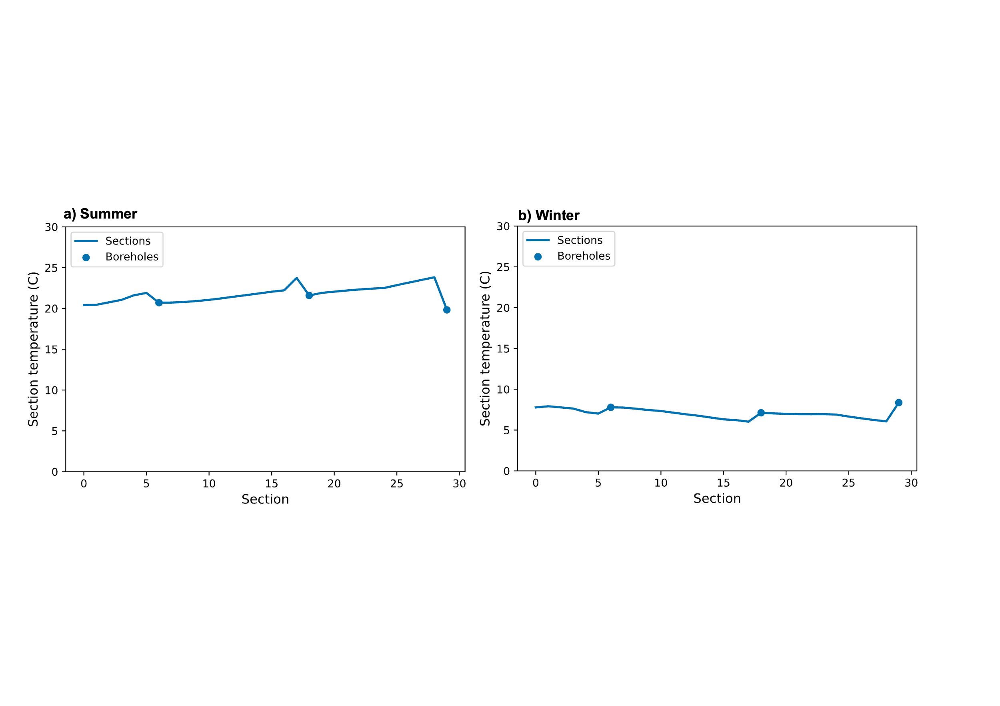 a) Summer
30
25
20
15
10
5
0
Section temperature (C)
Sections
Boreholes
0 5 10 15 20 25 30
Section
b) Winter
30
25
20
15
10
5
0
Section temperature (C)
Sections
Boreholes
0 5 10 15 20 25 30
Section